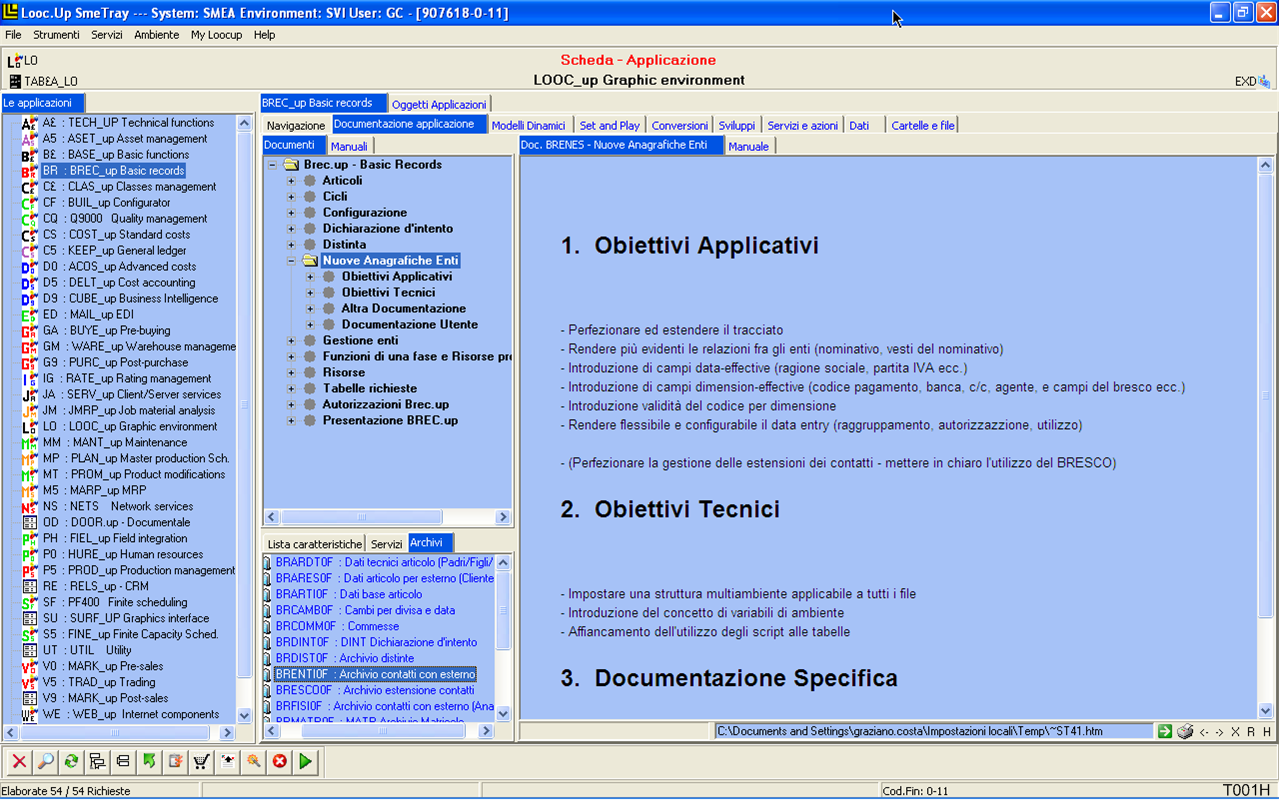 Looc.Up SmeTray --- System: SMEA Environment: SVI User: GC - [907618-0-11]
File Strumenti Servizi Ambiente My Loocup Help
LO
TAB£A_LO
Scheda - Applicazione
LOOC_up Graphic environment
EXD
Le applicazioni
A£ : TECH_UP Technical functions
A5 : ASET_up Asset management
B£ : BASE_up Basic functions
BR : BREC_up Basic records
C£ : CLAS_up Classes management
CF : BUIL_up Configurator
CQ : Q9000 Quality management
CS : COST_up Standard costs
C5 : KEEP_up General ledger
D0 : ACOS_up Advanced costs
D5 : DELT_up Cost accounting
D9 : CUBE_up Business Intelligence
ED : MAIL_up EDI
GA : BUYE_up Pre-buying
GM : WARE_up Warehouse manageme
G9 : PURC_up Post-purchase
IG : RATE_up Rating management
JA : SERV_up Client/Server services
JM : JMRP_up Job material analysis
LO : LOOC_up Graphic environment
MM : MANT_up Maintenance
MP : PLAN_up Master production Sch.
MT : PROM_up Product modifications
M5 : MARP_up MRP
NS : NETS Network services
OD : DOOR.up - Documentale
PH : FIEL_up Field integration
P0 : HURE_up Human resources
P5 : PROD_up Production management
RE : RELS_up - CRM
SF : PF400 Finite scheduling
SU : SURF_UP Graphics interface
S5 : FINE_up Finite Capacity Sched.
UT : UTIL Utility
V0 : MARK_up Pre-sales
V5 : TRAD_up Trading
V9 : MARK_up Post-sales
WE : WEB_up Internet components
BREC_up Basic records Oggetti Applicazioni
Navigazione Documentazione applicazione Modelli Dinamici Set and Play Conversioni Sviluppi Servizi e azioni Dati Cartelle e file
Documenti Manuali
Brec.up - Basic Records
Articoli
Cicli
Configurazione
Dichiarazione d'intento
Distinta
Nuove Anagrafiche Enti
Obiettivi Applicativi
Obiettivi Tecnici
Altra Documentazione
Documentazione Utente
Gestione enti
Funzioni di una fase e Risorse pr
Risorse
Tabelle richieste
Autorizzazioni Brec.up
Presentazione BREC.up
Lista caratteristiche Servizi Archivi
BRARDT0F : Dati tecnici articolo (Padri/Figli/
BRARES0F : Dati articolo per esterno (Cliente
BRARTI0F : Dati base articolo
BRCAMB0F : Cambi per divisa e data
BRCOMM0F : Commesse
BRDINT0F : DINT Dichiarazione d'intento
BRDIST0F : Archivio distinte
BRENTI0F : Archivio contatti con esterno
BRESCO0F : Archivio estensione contatti
BRFISI0F : Archivio contatti con esterno (Ana
BRMATR0F : MATR Archivio Matricole
Doc. BRENES - Nuove Anagrafiche Enti Manuale
1. Obiettivi Applicativi
- Perfezionare ed estendere il tracciato
- Rendere più evidenti le relazioni fra gli enti (nominativo, vesti del nominativo)
- Introduzione di campi data-effective (ragione sociale, partita IVA ecc.)
- Introduzione di campi dimension-effective (codice pagamento, banca, c/c, agente, e campi del bresco ecc.)
- Introduzione validità del codice per dimensione
- Rendere flessibile e configurabile il data entry (raggruppamento, autorizzazzione, utilizzo)
- (Perfezionare la gestione delle estensioni dei contatti - mettere in chiaro l'utilizzo del BRESCO)
2. Obiettivi Tecnici
- Impostare una struttura multiambiente applicabile a tutti i file
- Introduzione del concetto di variabili di ambiente
- Affiancamento dell'utilizzo degli script alle tabelle
3. Documentazione Specifica
C:\Documents and Settings\graziano.costa\Impostazioni locali\Temp\~ST41.htm <- -> X R H
Elaborate 54 / 54 Richieste Cod.Fin: 0-11 T001H